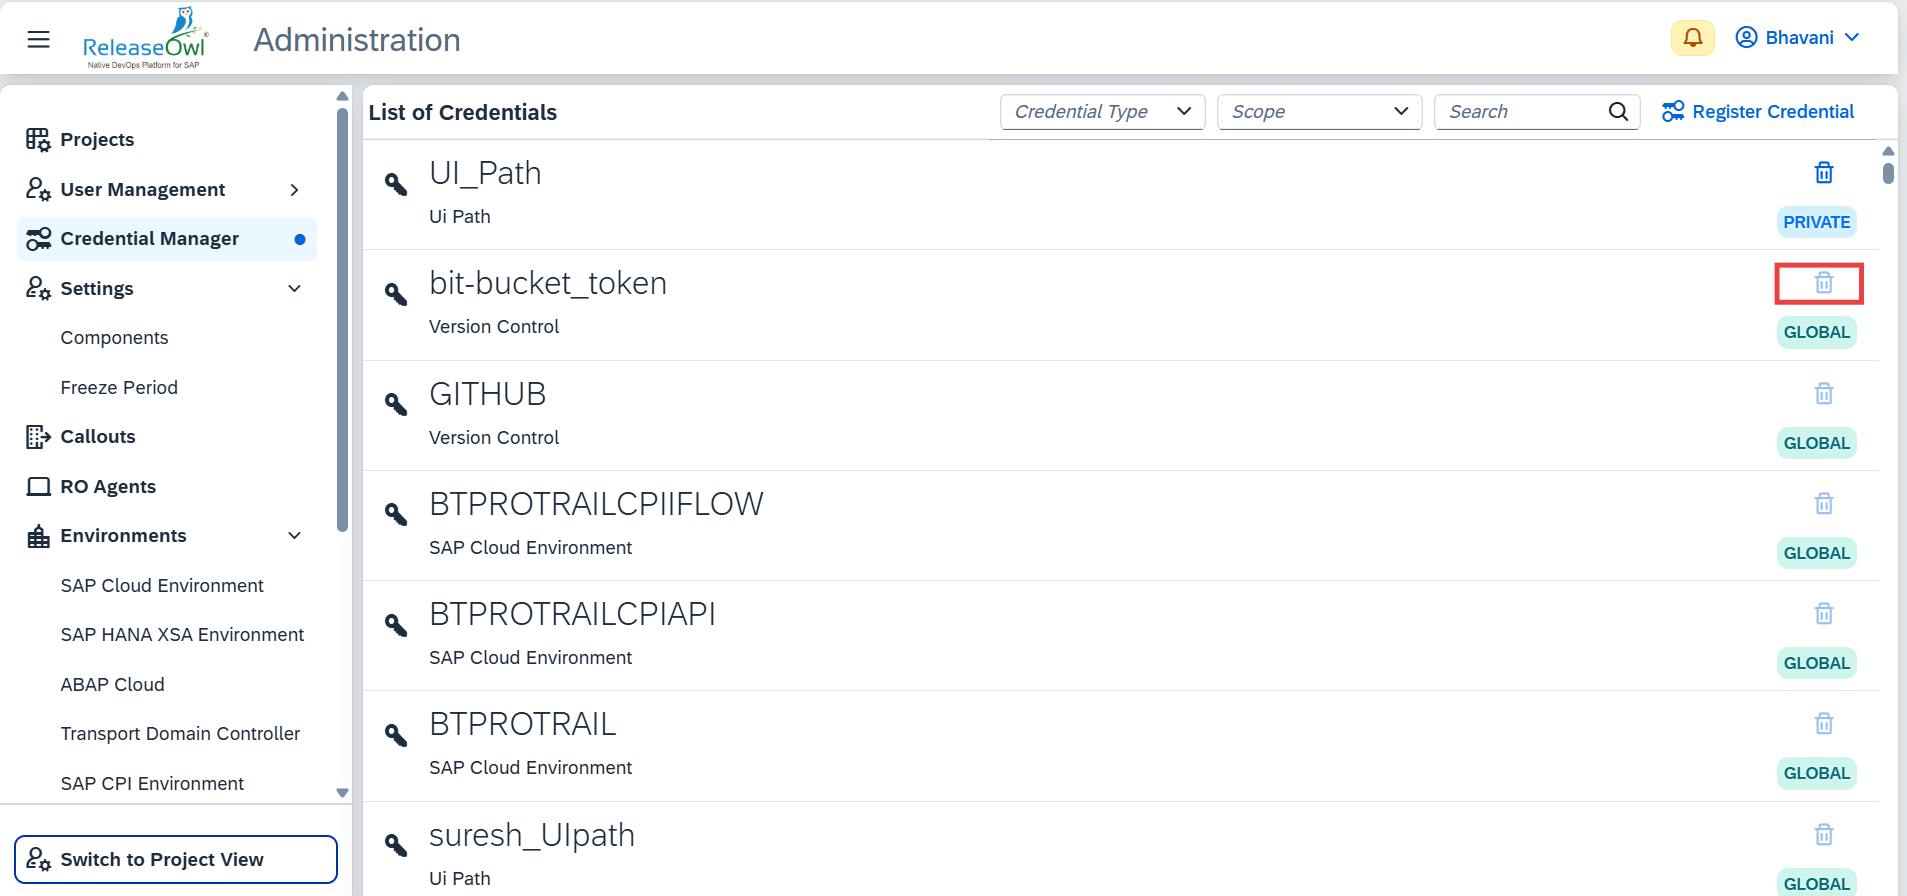 ReleaseOwl®
Native DevOps Platform for SAP
Administration
Bhavani
Projects
User Management
Credential Manager
Settings
Components
Freeze Period
Callouts
RO Agents
Environments
SAP Cloud Environment
SAP HANA XSA Environment
ABAP Cloud
Transport Domain Controller
SAP CPI Environment
Switch to Project View
List of Credentials
Credential Type
Scope
Search
Register Credential
UI_Path
Ui Path
PRIVATE
bit-bucket_token
Version Control
GLOBAL
GITHUB
Version Control
GLOBAL
BTPROTRAILCPIIFLOW
SAP Cloud Environment
GLOBAL
BTPROTRAILCPIAPI
SAP Cloud Environment
GLOBAL
BTPROTRAIL
SAP Cloud Environment
GLOBAL
suresh_UIpath
Ui Path
GLOBAL